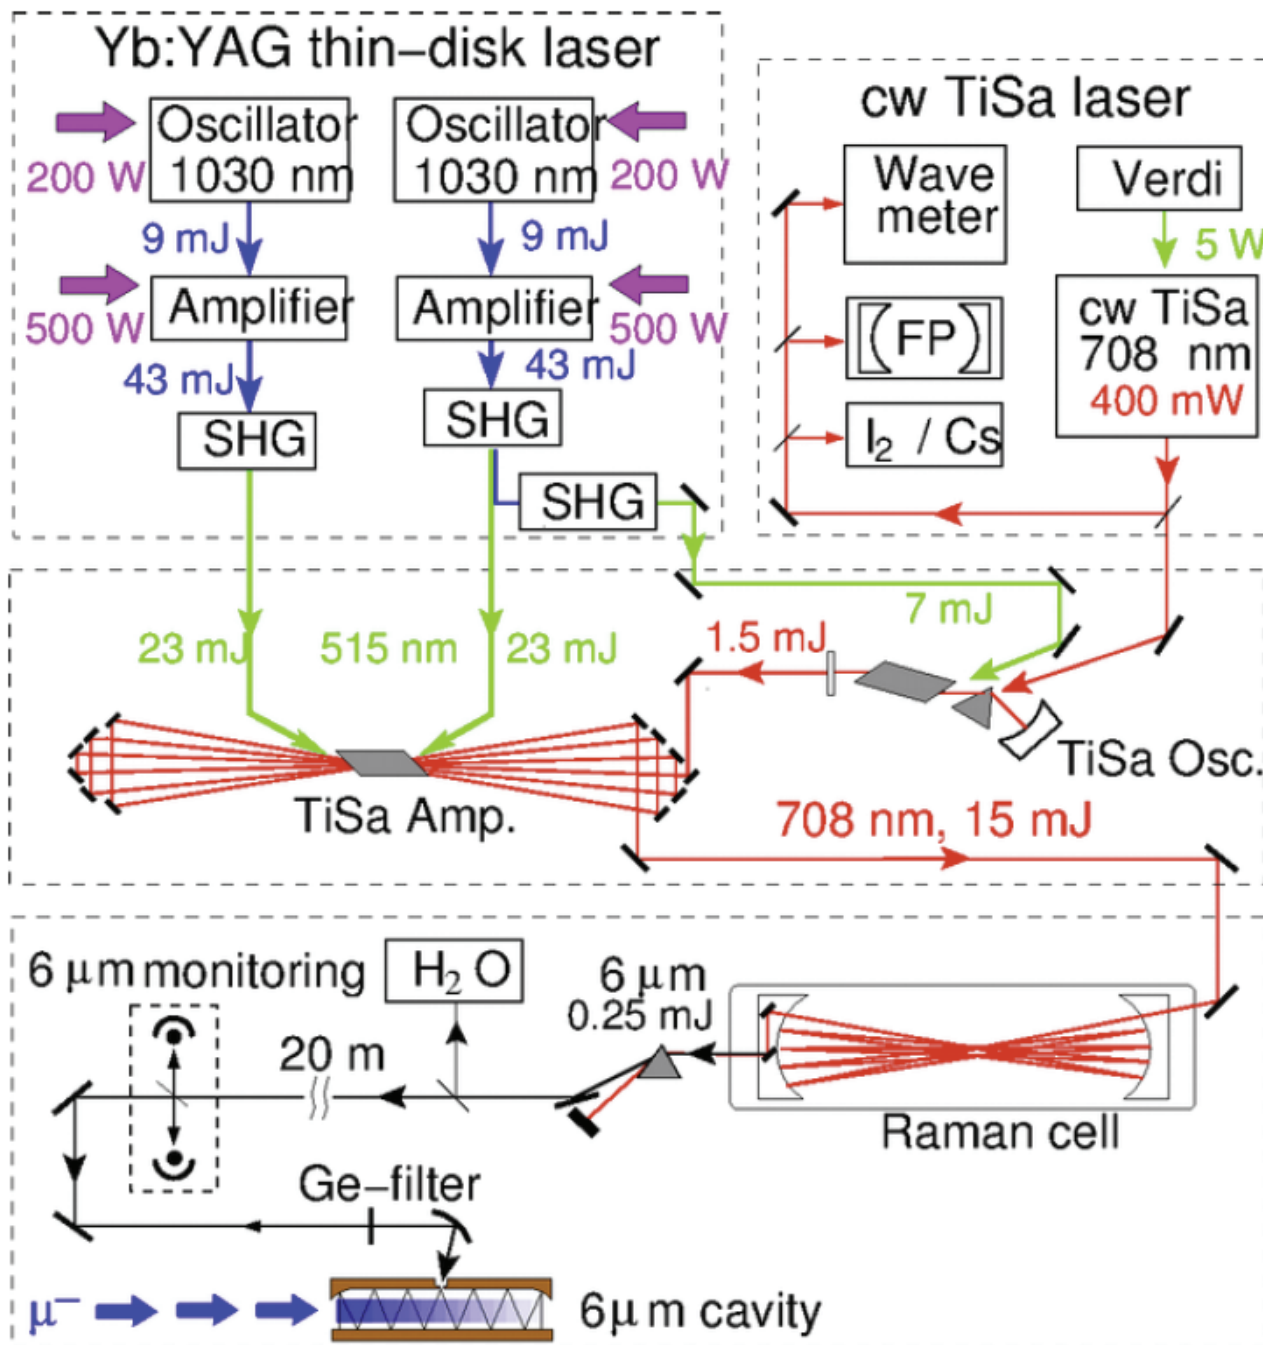 Yb:YAG thin–disk laser
Oscillator
1030 nm
Oscillator
1030 nm
200 W
200 W
9 mJ
9 mJ
Amplifier
Amplifier
500 W
500 W
43 mJ
43 mJ
SHG
SHG
SHG
cw TiSa laser
Wave
meter
Verdi
5 W
FP
cw TiSa
708 nm
400 mW
I₂ / Cs
7 mJ
23 mJ
515 nm
23 mJ
1.5 mJ
TiSa Osc.
TiSa Amp.
708 nm, 15 mJ
6 μm monitoring
H₂O
6 μm
0.25 mJ
20 m
Raman cell
Ge–filter
μ⁻
6μm cavity